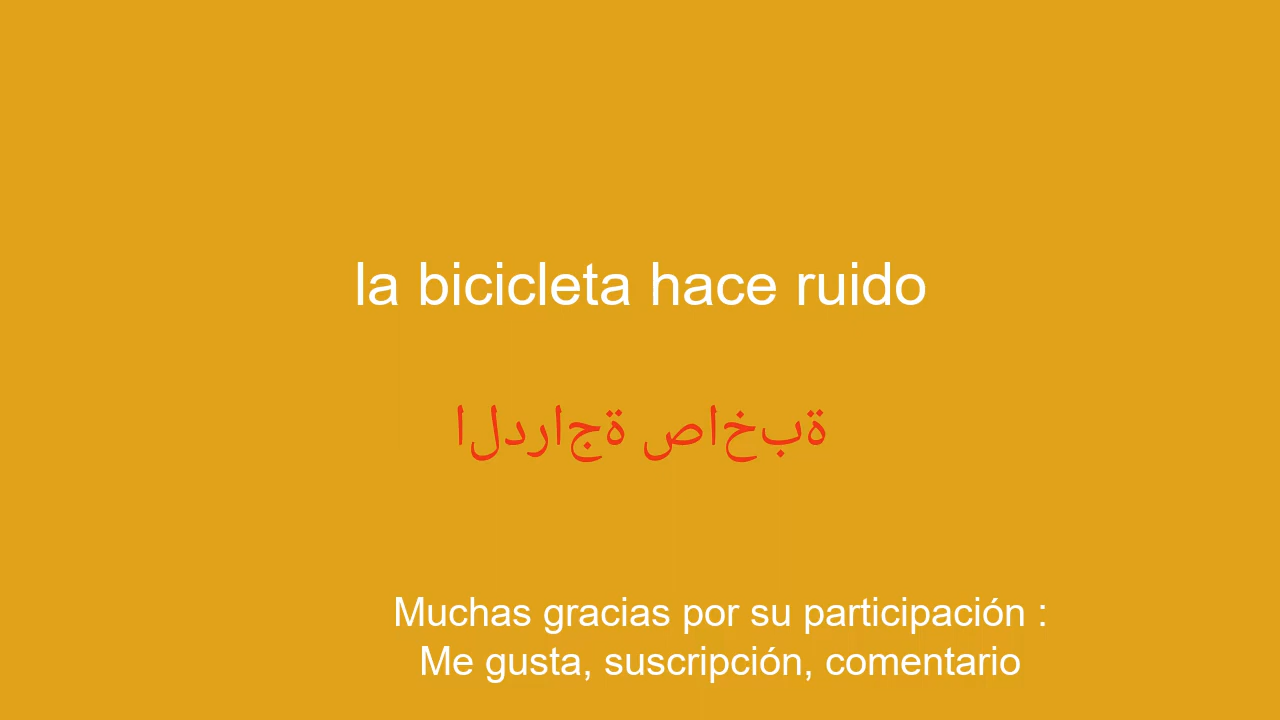 la bicicleta hace ruido
الدراجة صاخبة
Muchas gracias por su participación :
Me gusta, suscripción, comentario